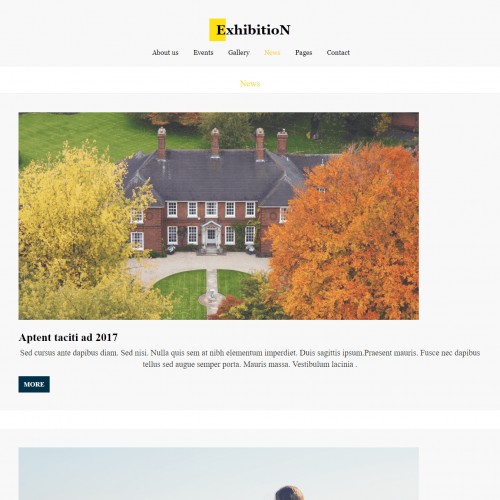 ExhibitioN
About us Events Gallery News Pages Contact
News
Aptent taciti ad 2017
Sed cursus ante dapibus diam. Sed nisi. Nulla quis sem at nibh elementum imperdiet. Duis sagittis ipsum.Praesent mauris. Fusce nec dapibus
tellus sed augue semper porta. Mauris massa. Vestibulum lacinia .
MORE